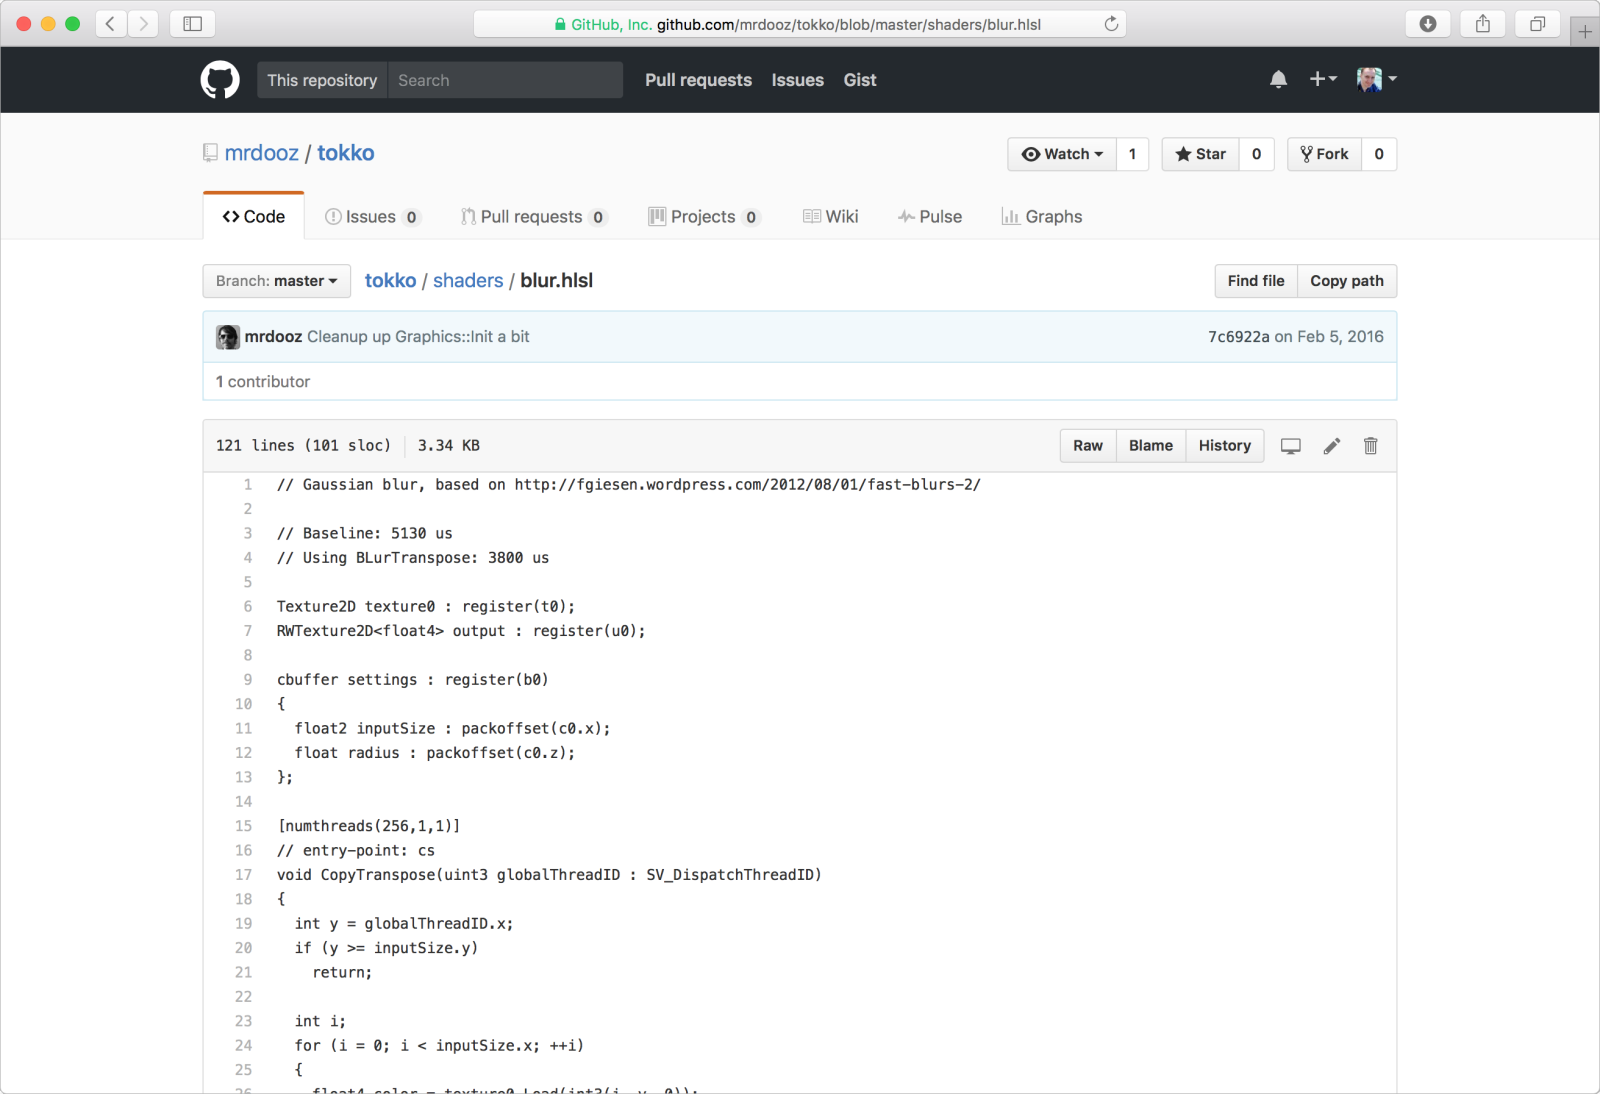 GitHub, Inc. github.com/mrdooz/tokko/blob/master/shaders/blur.hlsl
This repository Search Pull requests Issues Gist
mrdooz / tokko Watch 1 Star 0 Fork 0
Code Issues 0 Pull requests 0 Projects 0 Wiki Pulse Graphs
Branch: master tokko / shaders / blur.hlsl Find file Copy path
mrdooz Cleanup up Graphics::Init a bit 7c6922a on Feb 5, 2016
1 contributor
121 lines (101 sloc) 3.34 KB Raw Blame History
1 // Gaussian blur, based on http://fgiesen.wordpress.com/2012/08/01/fast-blurs-2/
2
3 // Baseline: 5130 us
4 // Using BLurTranspose: 3800 us
5
6 Texture2D texture0 : register(t0);
7 RWTexture2D<float4> output : register(u0);
8
9 cbuffer settings : register(b0)
10 {
11 float2 inputSize : packoffset(c0.x);
12 float radius : packoffset(c0.z);
13 };
14
15 [numthreads(256,1,1)]
16 // entry-point: cs
17 void CopyTranspose(uint3 globalThreadID : SV_DispatchThreadID)
18 {
19 int y = globalThreadID.x;
20 if (y >= inputSize.y)
21 return;
22
23 int i;
24 for (i = 0; i < inputSize.x; ++i)
25 {
26 float4 color = texture0.Load(int3(i, y, 0));